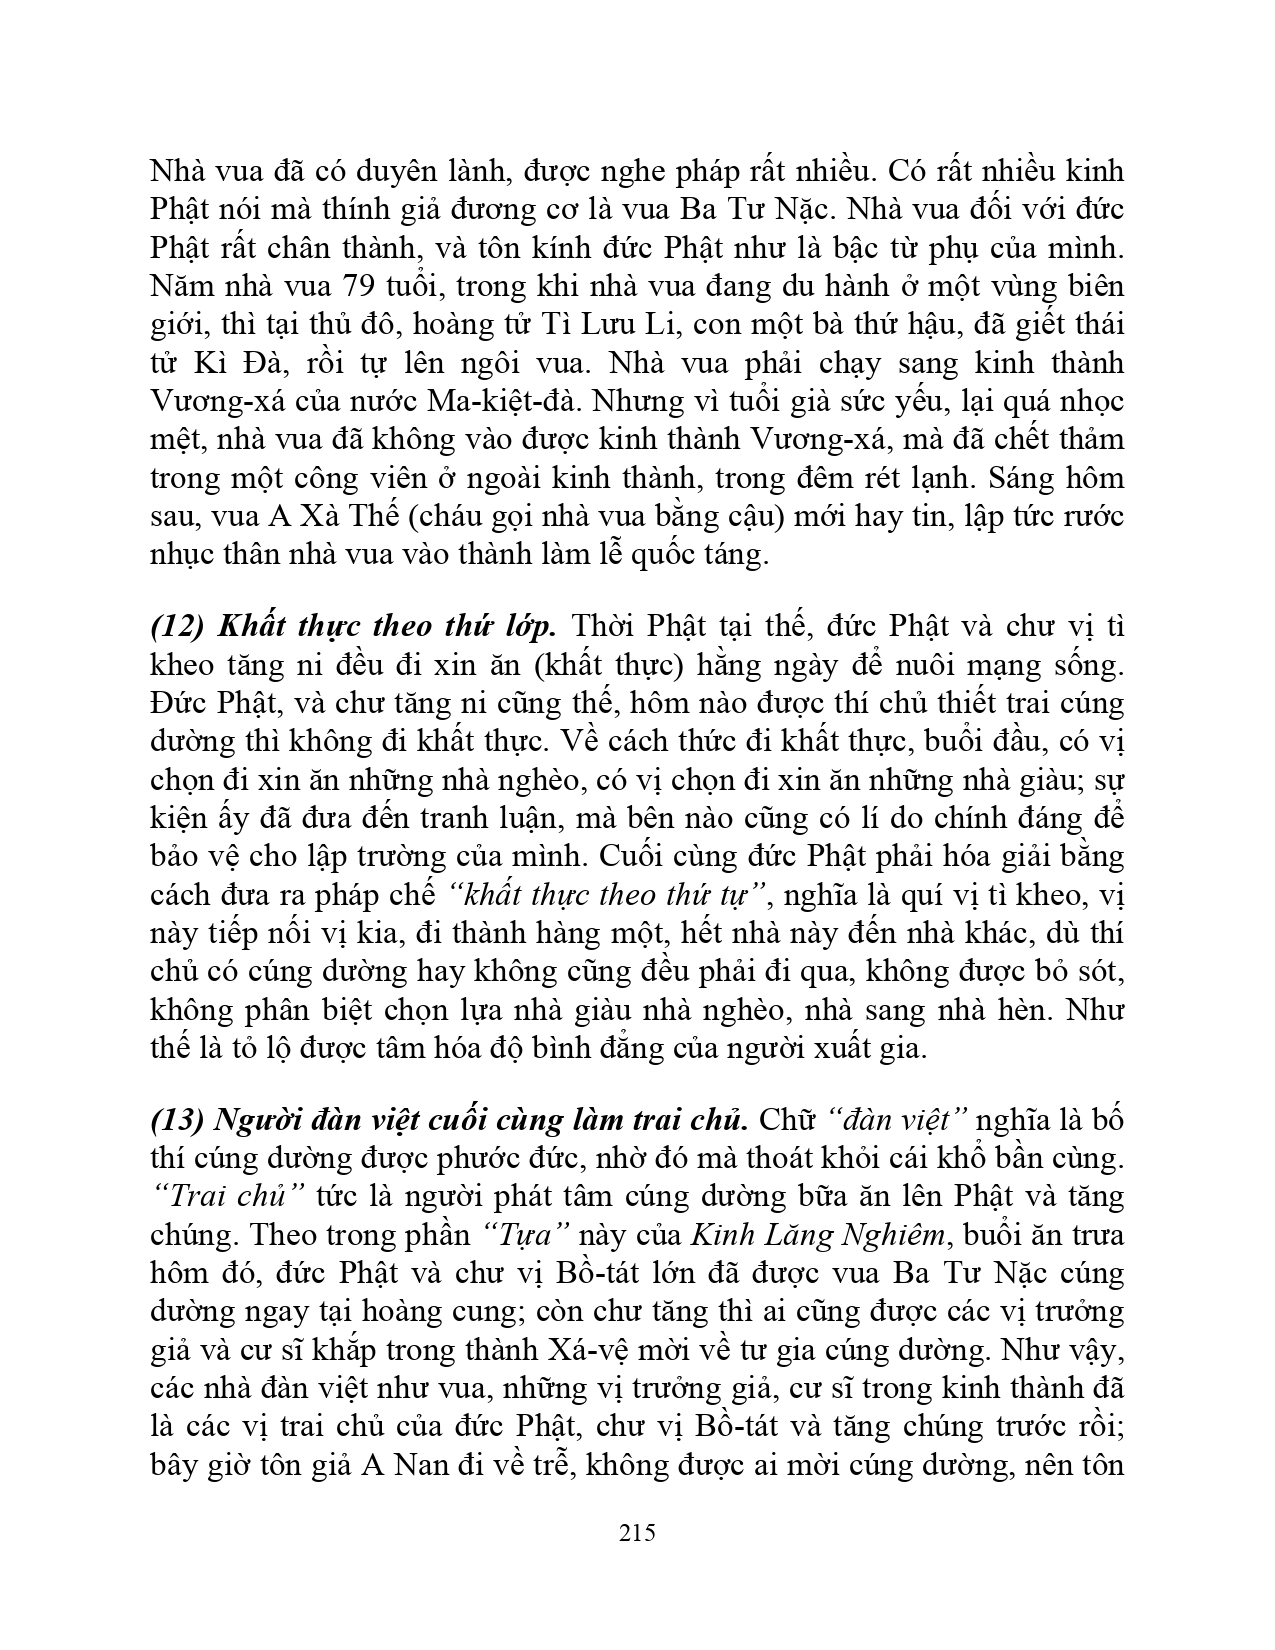 Nhà vua đã có duyên lành, được nghe pháp rất nhiều. Có rất nhiều kinh
Phật nói mà thính giả đương cơ là vua Ba Tư Nặc. Nhà vua đối với đức
Phật rất chân thành, và tôn kính đức Phật như là bậc từ phụ của mình.
Năm nhà vua 79 tuổi, trong khi nhà vua đang du hành ở một vùng biên
giới, thì tại thủ đô, hoàng tử Tì Lưu Li, con một bà thứ hậu, đã giết thái
tử Kì Đà, rồi tự lên ngôi vua. Nhà vua phải chạy sang kinh thành
Vương-xá của nước Ma-kiệt-đà. Nhưng vì tuổi già sức yếu, lại quá nhọc
mệt, nhà vua đã không vào được kinh thành Vương-xá, mà đã chết thảm
trong một công viên ở ngoài kinh thành, trong đêm rét lạnh. Sáng hôm
sau, vua A Xà Thế (cháu gọi nhà vua bằng cậu) mới hay tin, lập tức rước
nhục thân nhà vua vào thành làm lễ quốc táng.
(12) Khất thực theo thứ lớp. Thời Phật tại thế, đức Phật và chư vị tì
kheo tăng ni đều đi xin ăn (khất thực) hằng ngày để nuôi mạng sống.
Đức Phật, và chư tăng ni cũng thế, hôm nào được thí chủ thiết trai cúng
dường thì không đi khất thực. Về cách thức đi khất thực, buổi đầu, có vị
chọn đi xin ăn những nhà nghèo, có vị chọn đi xin ăn những nhà giàu; sự
kiện ấy đã đưa đến tranh luận, mà bên nào cũng có lí do chính đáng để
bảo vệ cho lập trường của mình. Cuối cùng đức Phật phải hóa giải bằng
cách đưa ra pháp chế “khất thực theo thứ tự”, nghĩa là quí vị tì kheo, vị
này tiếp nối vị kia, đi thành hàng một, hết nhà này đến nhà khác, dù thí
chủ có cúng dường hay không cũng đều phải đi qua, không được bỏ sót,
không phân biệt chọn lựa nhà giàu nhà nghèo, nhà sang nhà hèn. Như
thế là tỏ lộ được tâm hóa độ bình đẳng của người xuất gia.
(13) Người đàn việt cuối cùng làm trai chủ. Chữ “đàn việt” nghĩa là bố
thí cúng dường được phước đức, nhờ đó mà thoát khỏi cái khổ bần cùng.
“Trai chủ” tức là người phát tâm cúng dường bữa ăn lên Phật và tăng
chúng. Theo trong phần “Tựa” này của Kinh Lăng Nghiêm, buổi ăn trưa
hôm đó, đức Phật và chư vị Bồ-tát lớn đã được vua Ba Tư Nặc cúng
dường ngay tại hoàng cung; còn chư tăng thì ai cũng được các vị trưởng
giả và cư sĩ khắp trong thành Xá-vệ mời về tư gia cúng dường. Như vậy,
các nhà đàn việt như vua, những vị trưởng giả, cư sĩ trong kinh thành đã
là các vị trai chủ của đức Phật, chư vị Bồ-tát và tăng chúng trước rồi;
bây giờ tôn giả A Nan đi về trễ, không được ai mời cúng dường, nên tôn
215